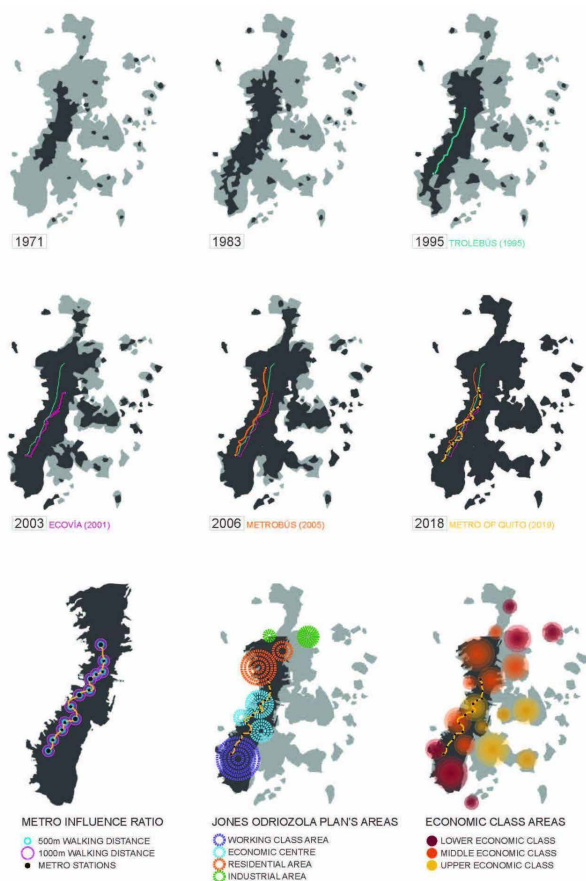 1971
1983
1995 TROLEBÚS (1995)
2003 ECOVÍA (2001)
2006 METROBÚS (2005)
2018 METRO OF QUITO (2019)
METRO INFLUENCE RATIO
500m WALKING DISTANCE
1000m WALKING DISTANCE
METRO STATIONS
JONES ODRIOZOLA PLAN'S AREAS
WORKING CLASS AREA
ECONOMIC CENTRE
RESIDENTIAL AREA
INDUSTRIAL AREA
ECONOMIC CLASS AREAS
LOWER ECONOMIC CLASS
MIDDLE ECONOMIC CLASS
UPPER ECONOMIC CLASS